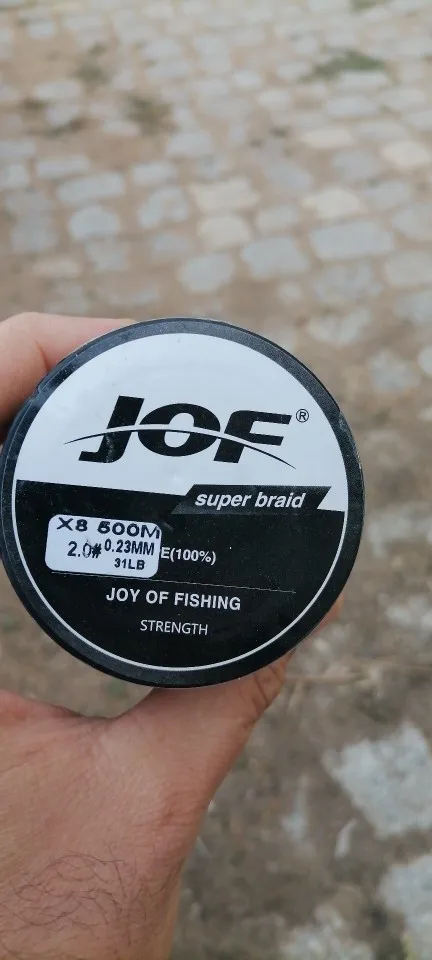 JOF®
super braid
X8 500M
2.0# 0.23MM
31LB
E(100%)
JOY OF FISHING
STRENGTH